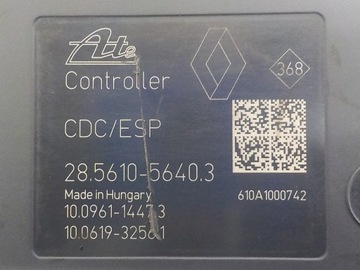 Ate
368
Controller
CDC/ESP
28.5610-5640.3
Made in Hungary
610A1000742
10.0961-1447.3
10.0619-3256.1